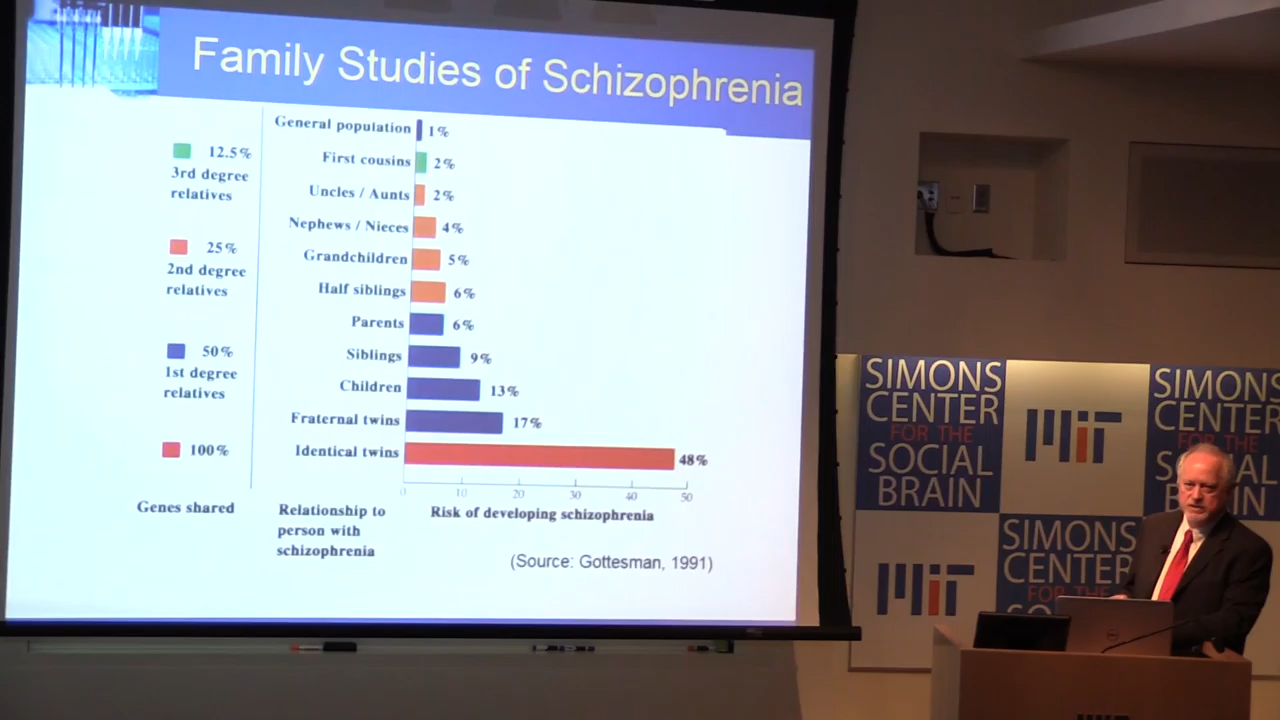 Family Studies of Schizophrenia
12.5%
3rd degree
relatives
25%
2nd degree
relatives
50%
1st degree
relatives
100%
Genes shared
General population 1%
First cousins 2%
Uncles / Aunts 2%
Nephews / Nieces 4%
Grandchildren 5%
Half siblings 6%
Parents 6%
Siblings 9%
Children 13%
Fraternal twins 17%
Identical twins 48%
0 10 20 30 40 50
Relationship to
person with
schizophrenia
Risk of developing schizophrenia
(Source: Gottesman, 1991)
SIMONS
CENTER
FOR THE
SOCIAL
BRAIN
MIT
SIMONS
CENTER
FOR THE
MIT
SIMONS
CENTER
FOR THE